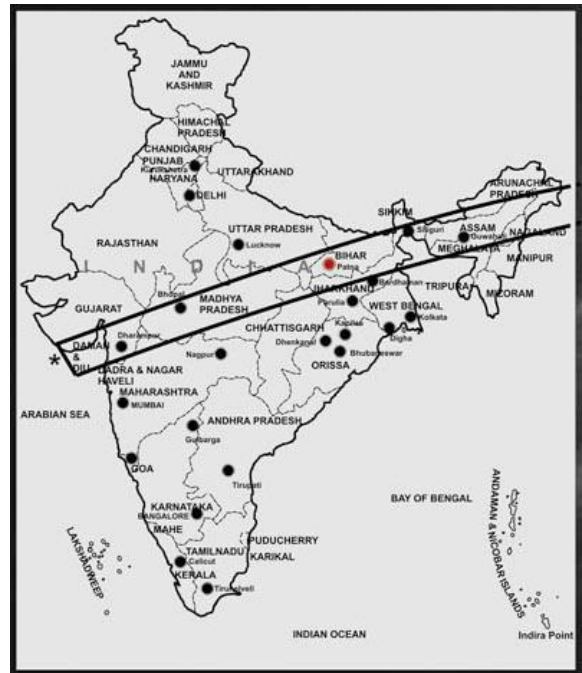 JAMMU
AND
KASHMIR
HIMACHAL
PRADESH
CHANDIGARH
PUNJAB
Kurukshetra
HARYANA
UTTARAKHAND
DELHI
ARUNACHAL
PRADESH
SIKKIM
Siliguri
ASSAM
Guwahati
NAGALAND
MEGHALAYA
MANIPUR
UTTAR PRADESH
Lucknow
RAJASTHAN
BIHAR
Patna
INDIA
Bardhaman
TRIPURA
MIZORAM
JHARKHAND
Purulia
Bhopal
MADHYA
PRADESH
GUJARAT
WEST BENGAL
Kolkata
Digha
CHHATTISGARH
Kapilas
Dhenkanal
Bhubaneswar
ORISSA
Dharampur
DAMAN
&
DIU
*
Nagpur
DADRA & NAGAR
HAVELI
MAHARASHTRA
MUMBAI
ARABIAN SEA
ANDHRA PRADESH
Gulbarga
GOA
Tirupati
BAY OF BENGAL
ANDAMAN & NICOBAR ISLANDS
KARNATAKA
BANGALORE
MAHE
PUDUCHERRY
KARIKAL
LAKSHADWEEP
TAMILNADU
Calicut
KERALA
Tirunelveli
INDIAN OCEAN
Indira Point